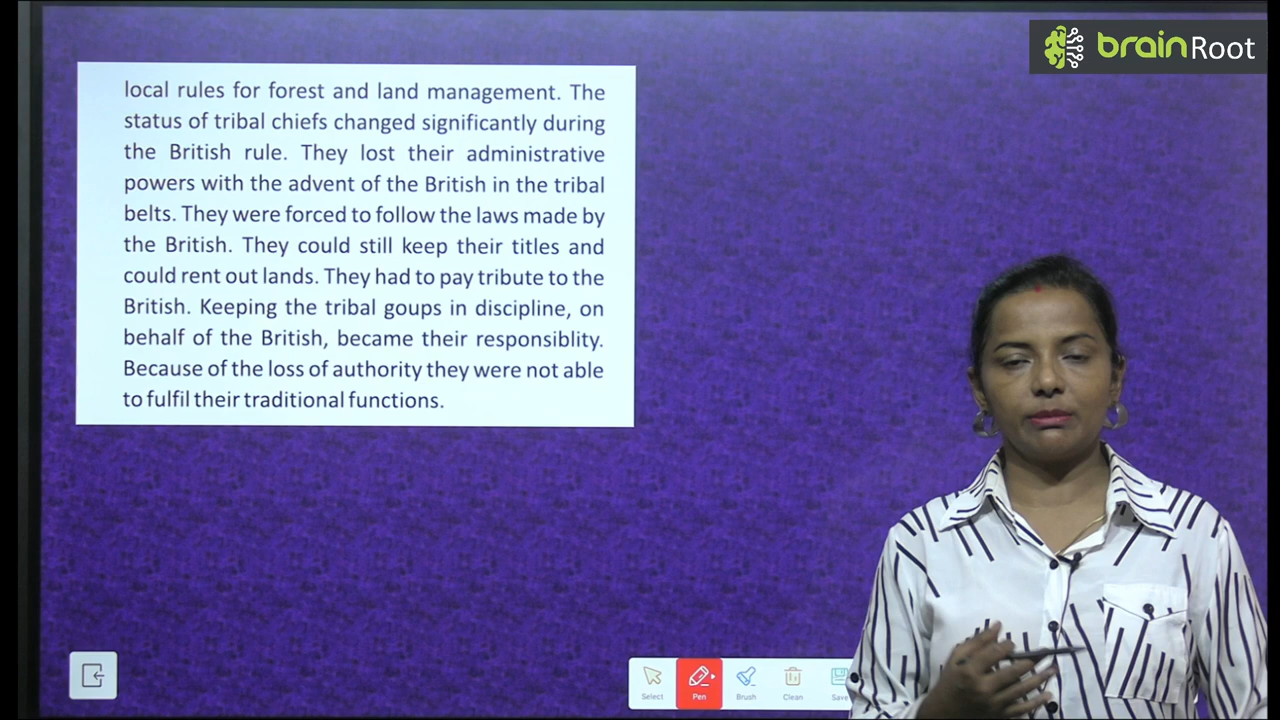 brain Root
local rules for forest and land management. The
status of tribal chiefs changed significantly during
the British rule. They lost their administrative
powers with the advent of the British in the tribal
belts. They were forced to follow the laws made by
the British. They could still keep their titles and
could rent out lands. They had to pay tribute to the
British. Keeping the tribal goups in discipline, on
behalf of the British, became their responsiblity.
Because of the loss of authority they were not able
to fulfil their traditional functions.
Select Pen Brush Clean Save